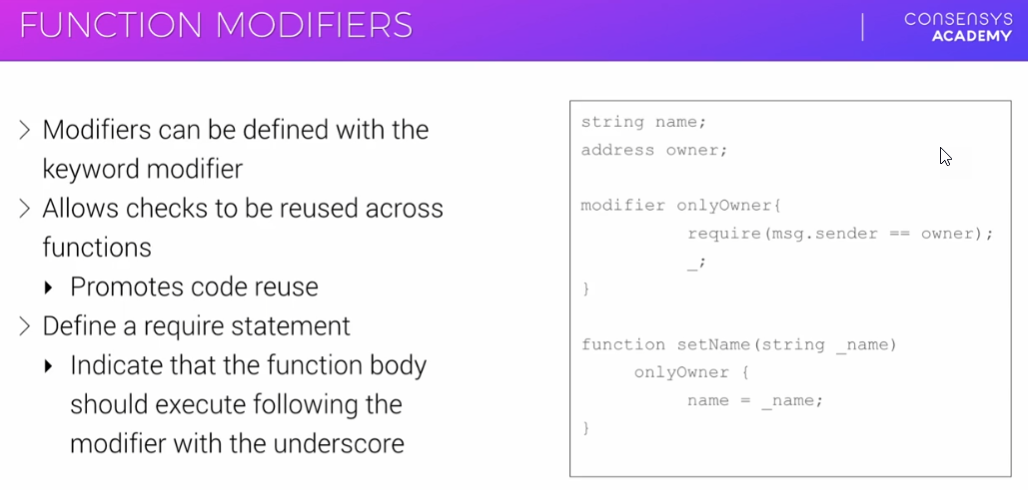 FUNCTION MODIFIERS
CONSENSYS
ACADEMY
> Modifiers can be defined with the
keyword modifier
> Allows checks to be reused across
functions
▸ Promotes code reuse
> Define a require statement
▸ Indicate that the function body
should execute following the
modifier with the underscore
string name;
address owner;
modifier onlyOwner{
require(msg.sender == owner);
_;
}
function setName(string _name)
onlyOwner {
name = _name;
}